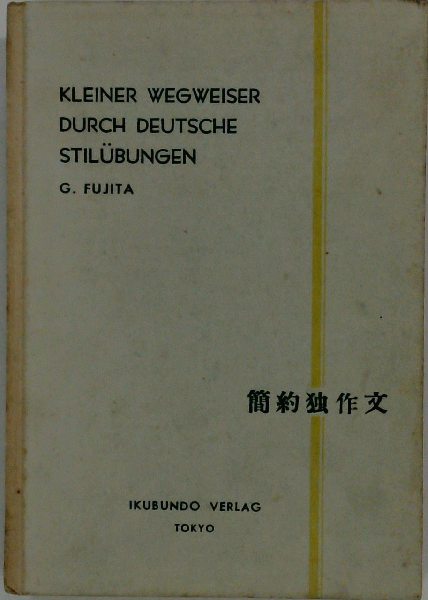 KLEINER WEGWEISER
DURCH DEUTSCHE
STILÜBUNGEN
G. FUJITA
簡約独作文
IKUBUNDO VERLAG
TOKYO